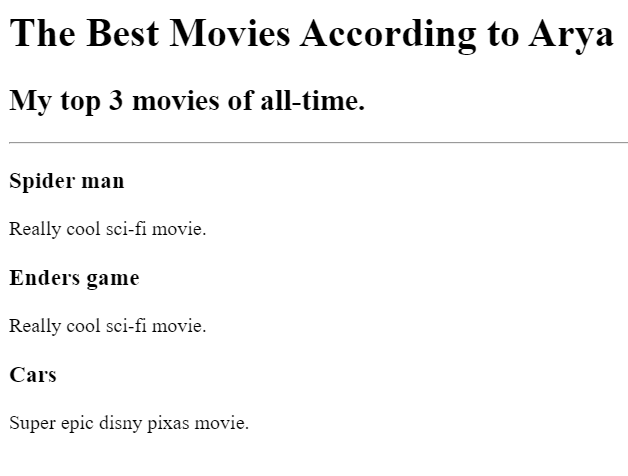 The Best Movies According to Arya
My top 3 movies of all-time.
Spider man
Really cool sci-fi movie.
Enders game
Really cool sci-fi movie.
Cars
Super epic disny pixas movie.